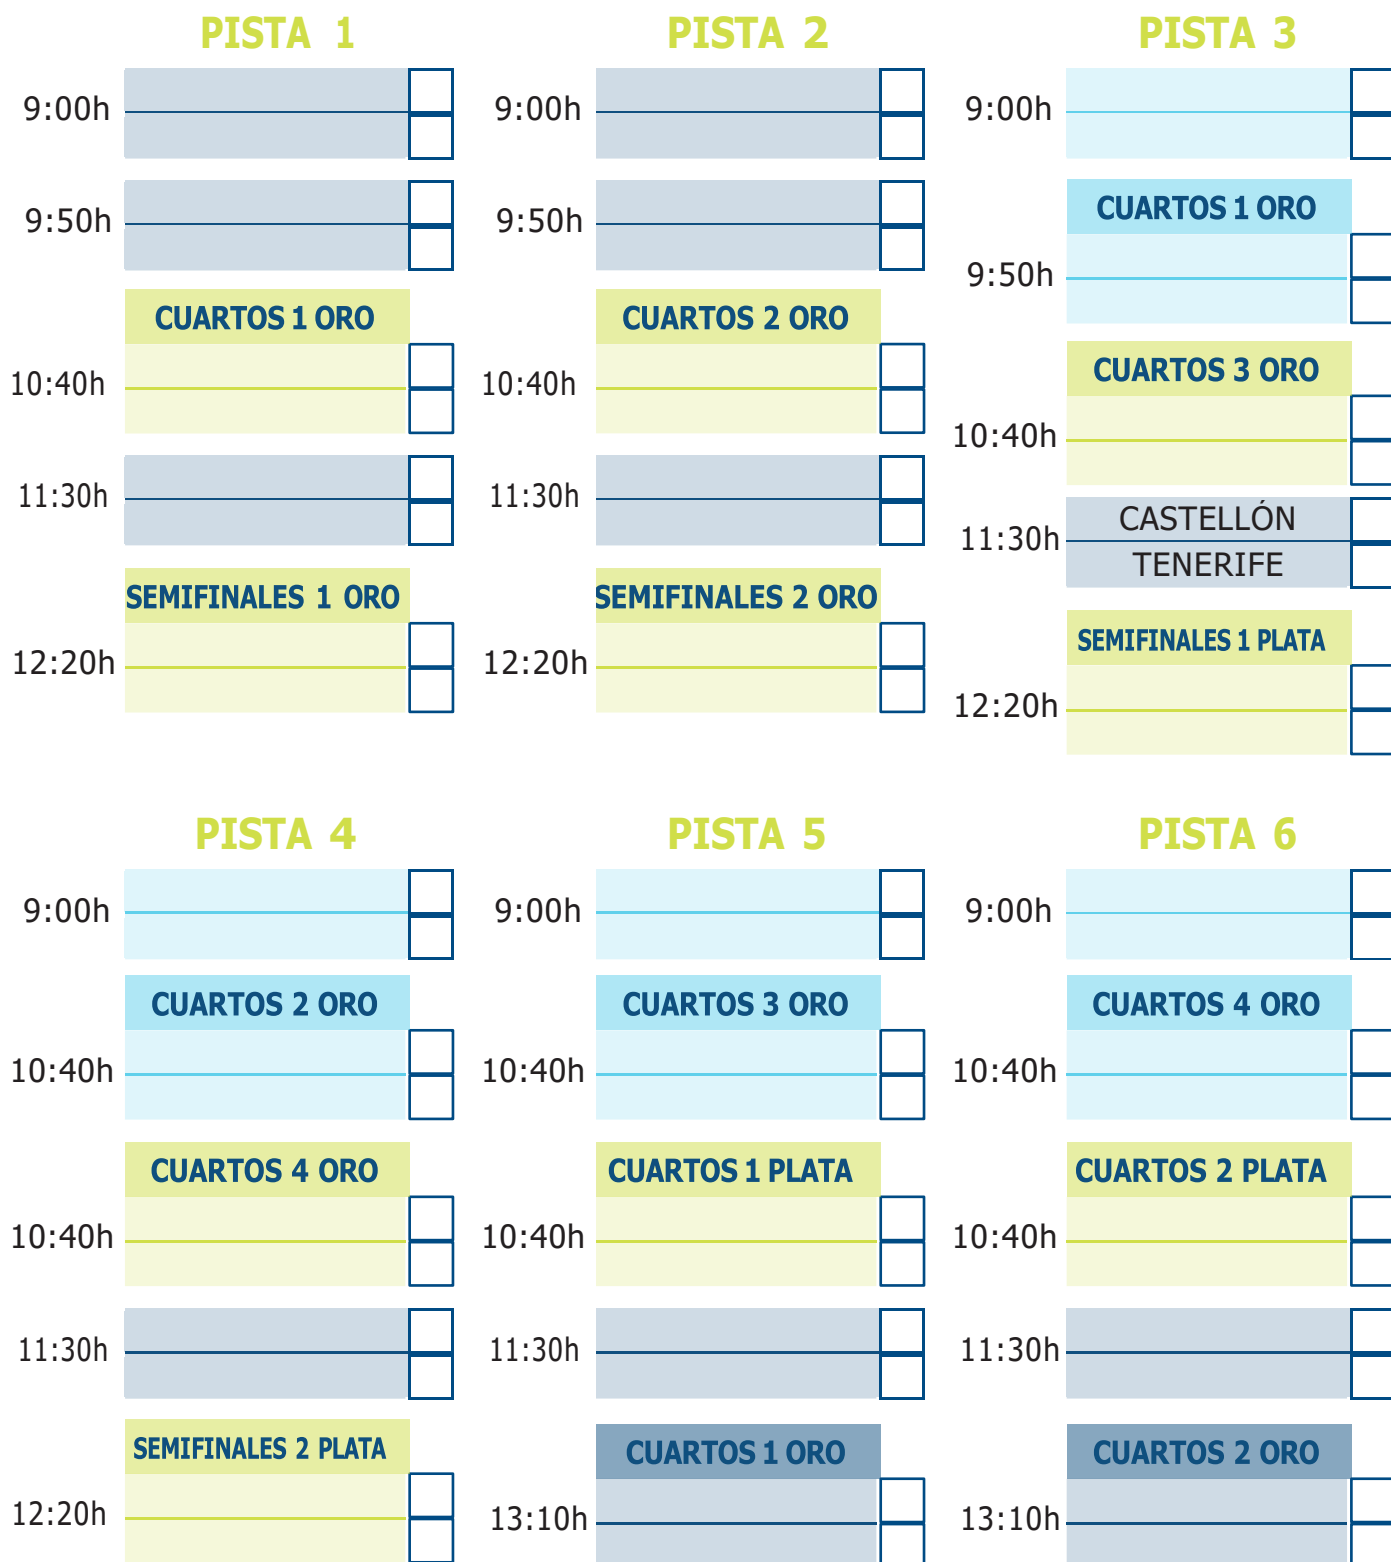 PISTA 1
9:00h
9:50h
CUARTOS 1 ORO
10:40h
11:30h
SEMIFINALES 1 ORO
12:20h
PISTA 2
9:00h
9:50h
CUARTOS 2 ORO
10:40h
11:30h
SEMIFINALES 2 ORO
12:20h
PISTA 3
9:00h
CUARTOS 1 ORO
9:50h
CUARTOS 3 ORO
10:40h
CASTELLÓN
11:30h
TENERIFE
SEMIFINALES 1 PLATA
12:20h
PISTA 4
9:00h
CUARTOS 2 ORO
10:40h
CUARTOS 4 ORO
10:40h
11:30h
SEMIFINALES 2 PLATA
12:20h
PISTA 5
9:00h
CUARTOS 3 ORO
10:40h
CUARTOS 1 PLATA
10:40h
11:30h
CUARTOS 1 ORO
13:10h
PISTA 6
9:00h
CUARTOS 4 ORO
10:40h
CUARTOS 2 PLATA
10:40h
11:30h
CUARTOS 2 ORO
13:10h